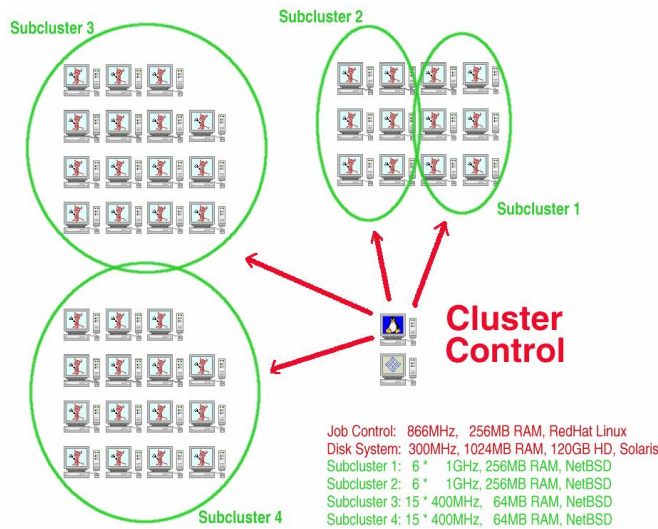 Subcluster 3
Subcluster 2
Subcluster 1
Cluster
Control
Subcluster 4
Job Control: 866MHz, 256MB RAM, RedHat Linux
Disk System: 300MHz, 1024MB RAM, 120GB HD, Solaris
Subcluster 1: 6 * 1GHz, 256MB RAM, NetBSD
Subcluster 2: 6 * 1GHz, 256MB RAM, NetBSD
Subcluster 3: 15 * 400MHz, 64MB RAM, NetBSD
Subcluster 4: 15 * 400MHz, 64MB RAM, NetBSD